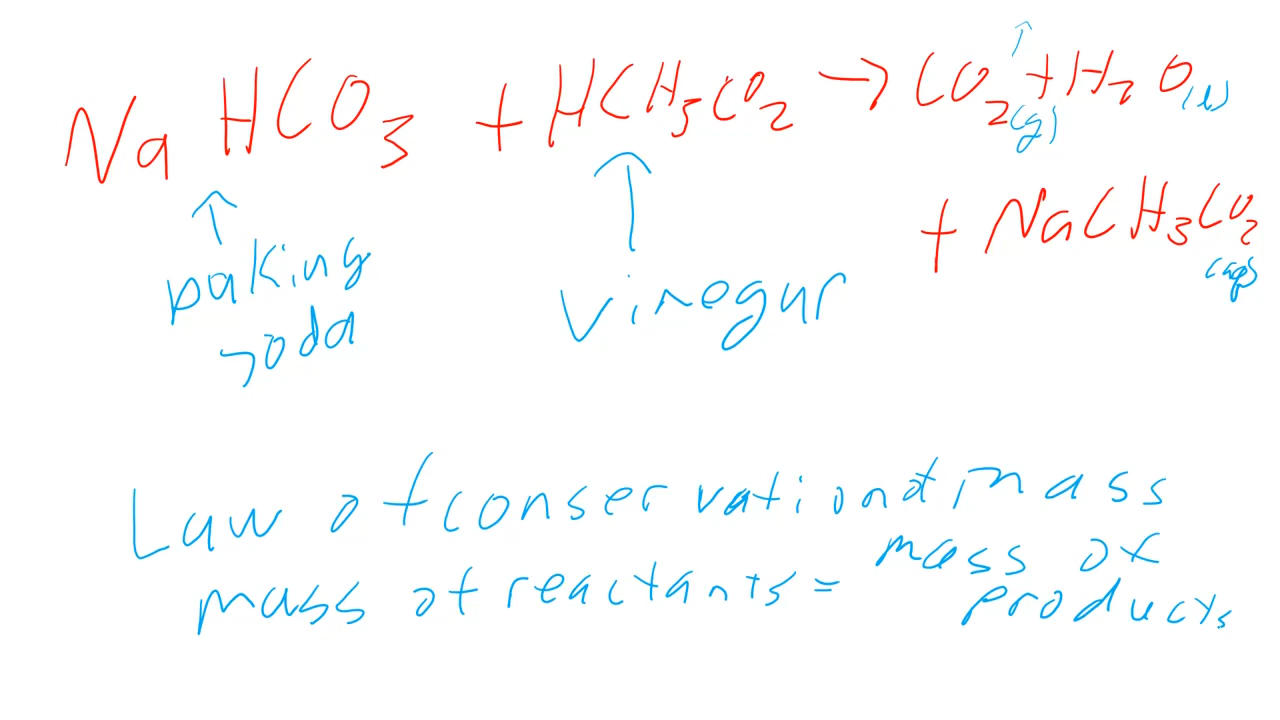 NaHCO3 + HCH3CO2 → CO2(g)↑ + H2O(l)
+ NaCH3CO2(aq)
↑ ↑
baking vinegar
soda
Law of conservation of mass
mass of reactants = mass of
products